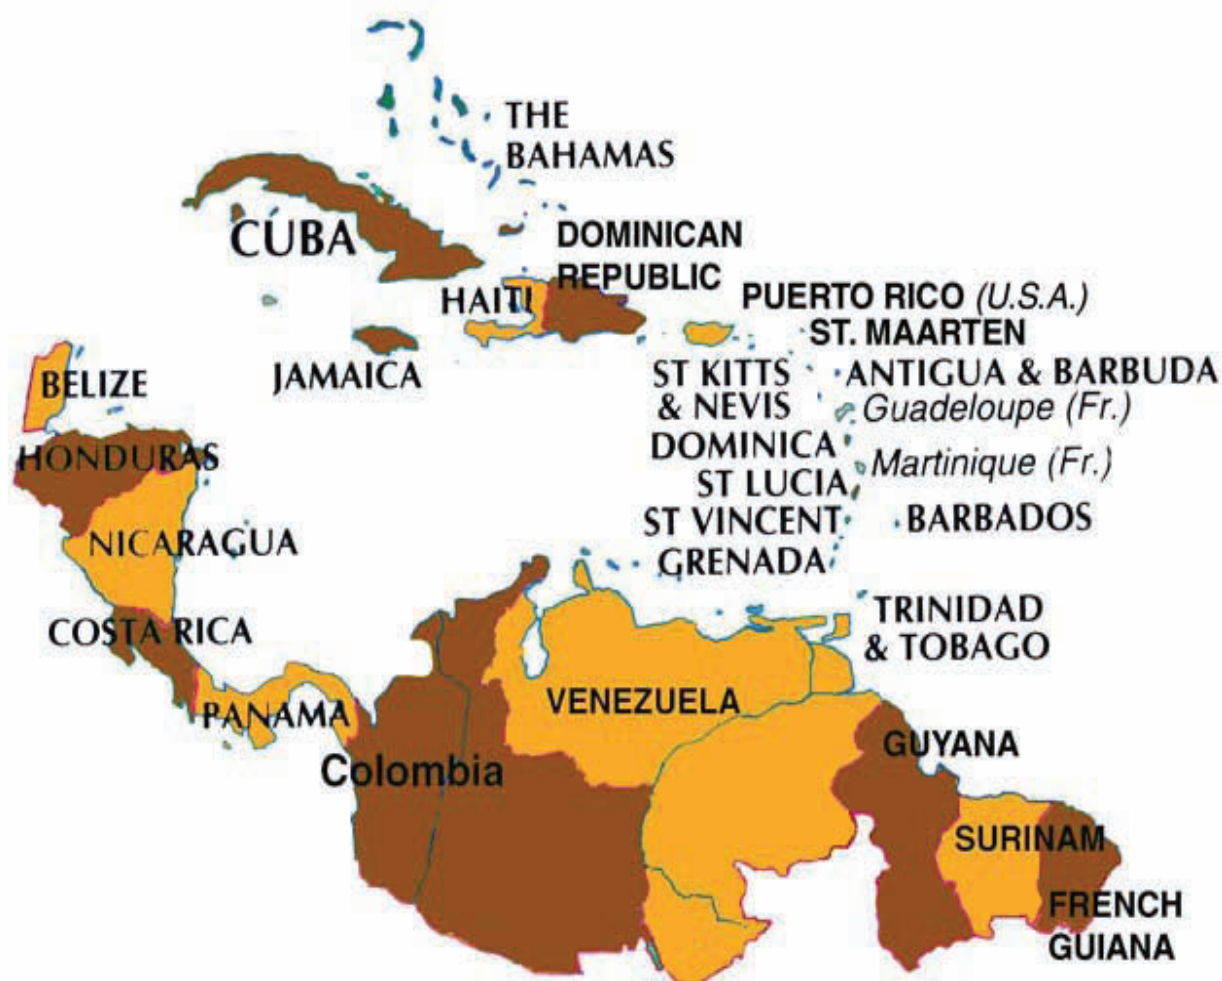 THE
BAHAMAS
CUBA
DOMINICAN
REPUBLIC
HAITI
PUERTO RICO (U.S.A.)
ST. MAARTEN
JAMAICA
BELIZE
ST KITTS
& NEVIS
ANTIGUA & BARBUDA
Guadeloupe (Fr.)
DOMINICA
HONDURAS
Martinique (Fr.)
ST LUCIA
ST VINCENT
BARBADOS
NICARAGUA
GRENADA
COSTA RICA
TRINIDAD
& TOBAGO
PANAMA
VENEZUELA
Colombia
GUYANA
SURINAM
FRENCH
GUIANA